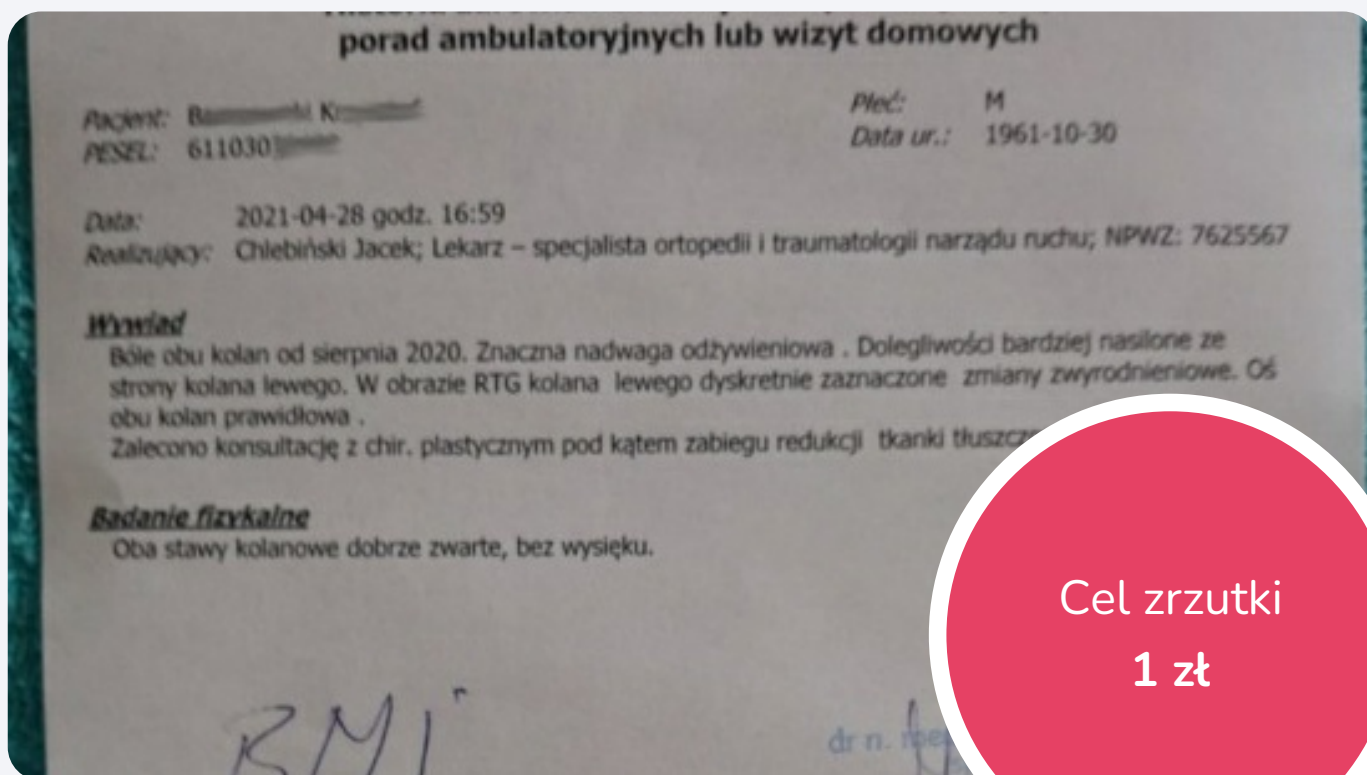 porad ambulatoryjnych lub wizyt domowych
Pacjent: B K
PESEL: 611030
Płeć: M
Data ur.: 1961-10-30
Data: 2021-04-28 godz. 16:59
Realizujący: Chlebiński Jacek; Lekarz – specjalista ortopedii i traumatologii narządu ruchu; NPWZ: 7625567
Wywiad
Bóle obu kolan od sierpnia 2020. Znaczna nadwaga odżywieniowa . Dolegliwości bardziej nasilone ze
strony kolana lewego. W obrazie RTG kolana lewego dyskretnie zaznaczone zmiany zwyrodnieniowe. Oś
obu kolan prawidłowa .
Zalecono konsultację z chir. plastycznym pod kątem zabiegu redukcji tkanki
Badanie fizykalne
Oba stawy kolanowe dobrze zwarte, bez wysięku.
Cel zrzutki
1 zł
BMI
dr n.